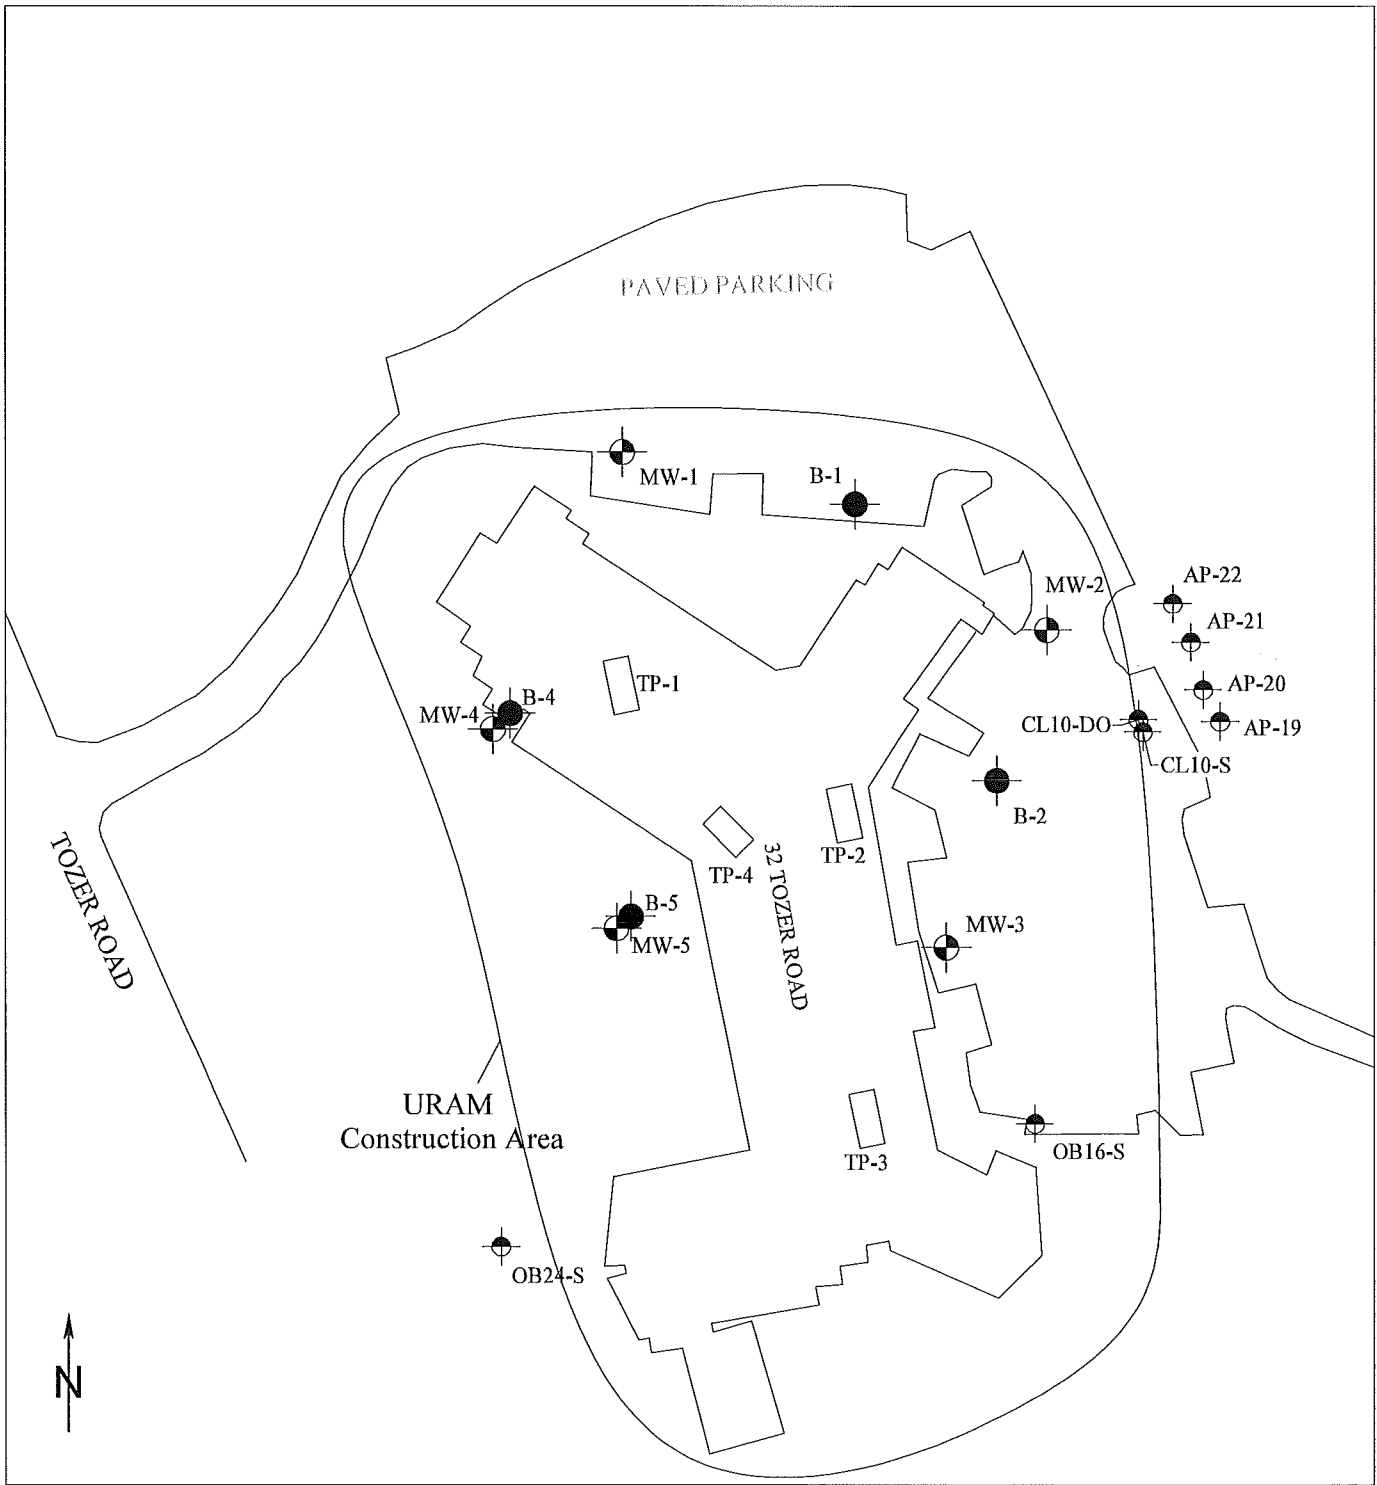 PAVED PARKING
MW-1
B-1
AP-22
MW-2
AP-21
TP-1
AP-20
B-4
MW-4
CL10-DO
AP-19
CL10-S
B-2
TP-2
TP-4
32 TOZER ROAD
TOZER ROAD
B-5
MW-5
MW-3
URAM
Construction Area
OB16-S
TP-3
OB24-S
N